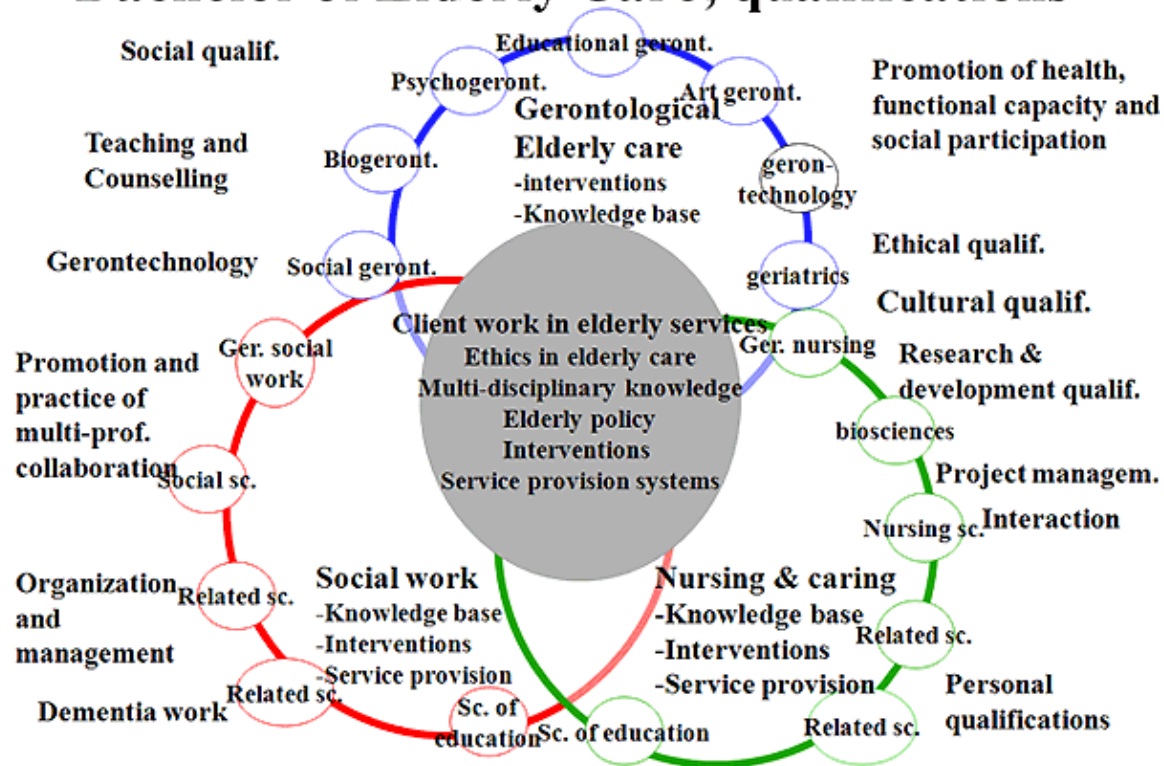 Bachelor of Elderly Care, qualifications
Social qualif.
Educational geront.
Psychogeront.
Art geront.
Promotion of health,
functional capacity and
social participation
Gerontological
Elderly care
-interventions
-Knowledge base
Teaching and
Counselling
Biogeront.
geron-
technology
Gerontechnology
Social geront.
geriatrics
Ethical qualif.
Cultural qualif.
Client work in elderly services
Ethics in elderly care
Multi-disciplinary knowledge
Elderly policy
Interventions
Service provision systems
Ger. social
work
Ger. nursing
Research &
development qualif.
Promotion and
practice of
multi-prof.
collaboration
Social sc.
biosciences
Project managem.
Nursing sc.
Interaction
Organization
and
management
Related sc.
Social work
-Knowledge base
-Interventions
-Service provision
Nursing & caring
-Knowledge base
-Interventions
-Service provision
Related sc.
Dementia work
Related sc.
Sc. of
education
Sc. of education
Related sc.
Personal
qualifications